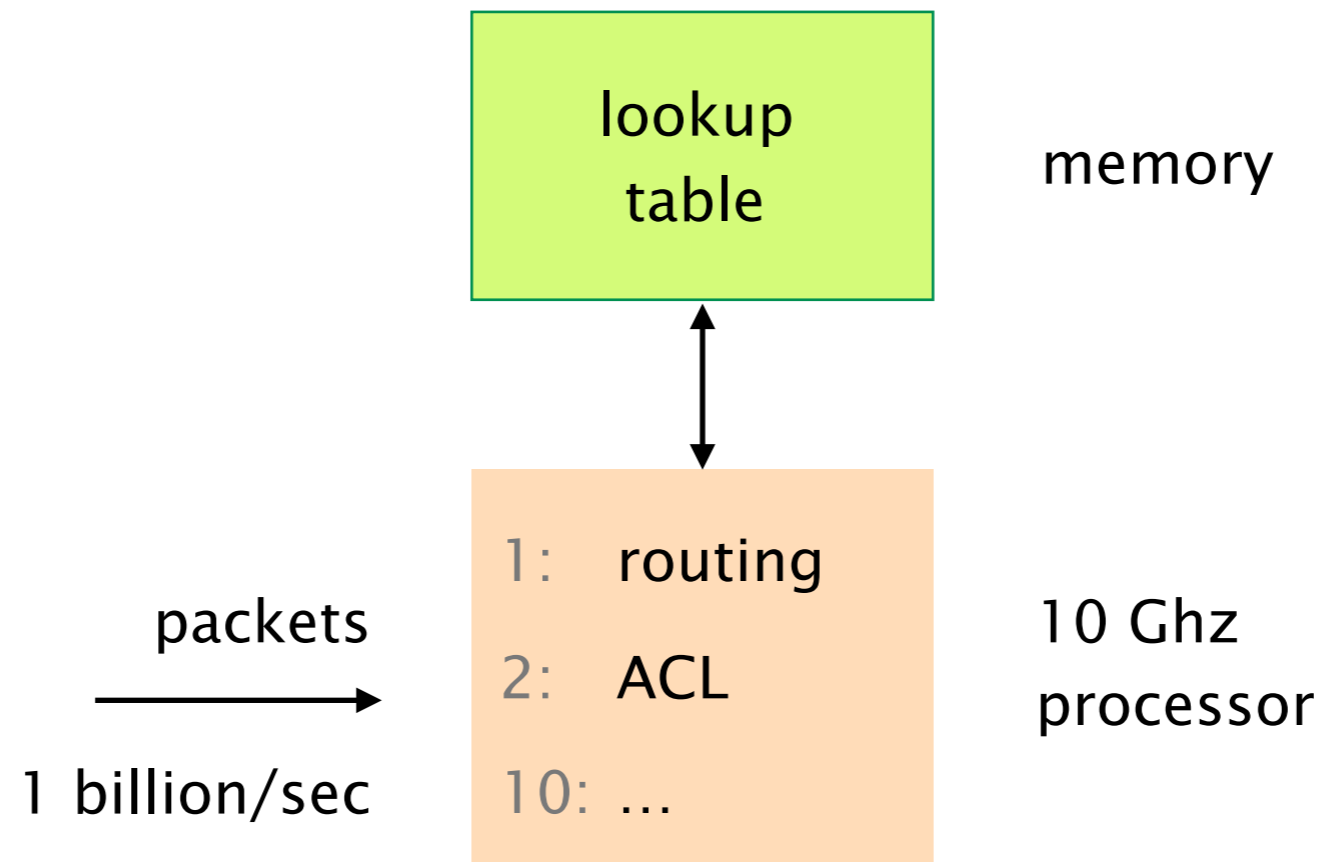 lookup
table
memory
1: routing
packets
10 Ghz
2: ACL
processor
1 billion/sec
10: ...